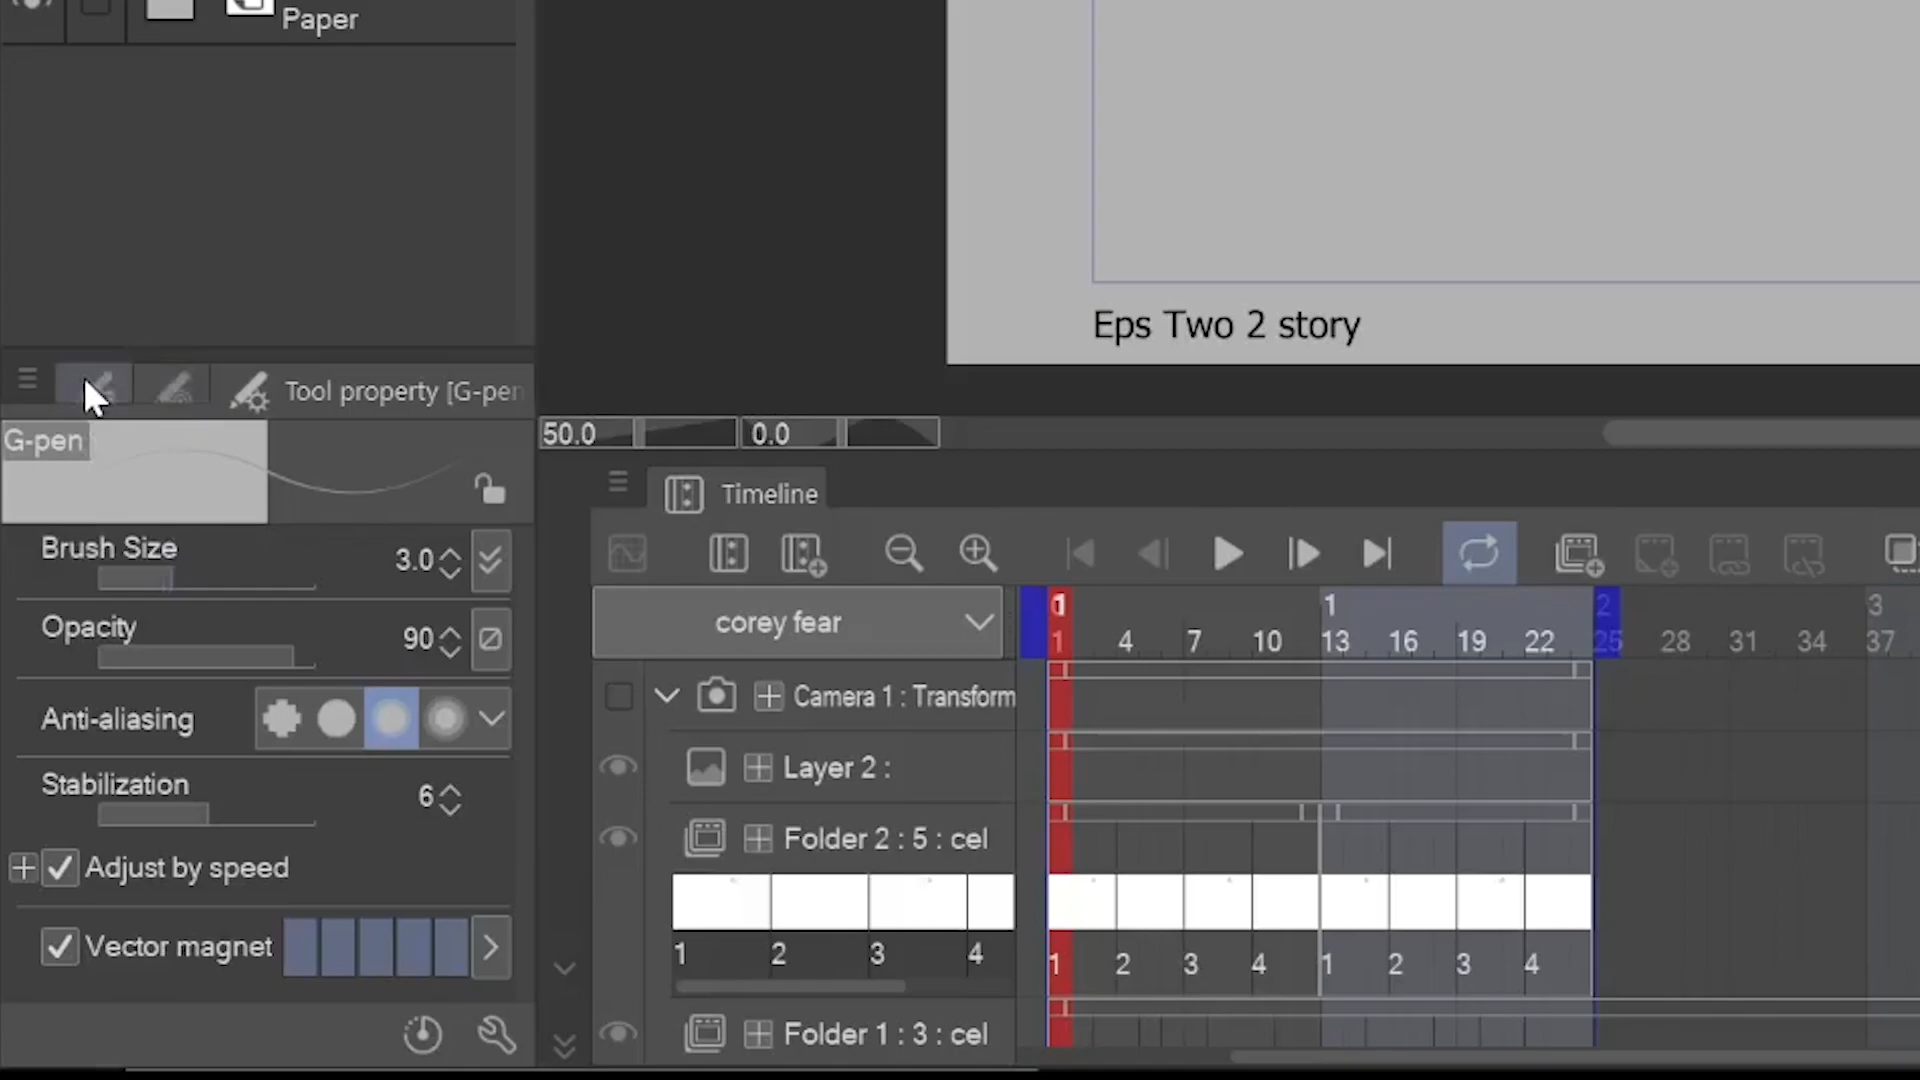 Paper
Eps Two 2 story
Tool property [G-pen
G-pen
50.0
0.0
Timeline
Brush Size
3.0
corey fear
1 2 3
1 4 7 10 13 16 19 22 25 28 31 34 37
Opacity
90
Camera 1 : Transform
Anti-aliasing
Layer 2 :
Stabilization
6
Folder 2 : 5 : cel
Adjust by speed
Vector magnet
1 2 3 4
1 2 3 4 1 2 3 4
Folder 1 : 3 : cel